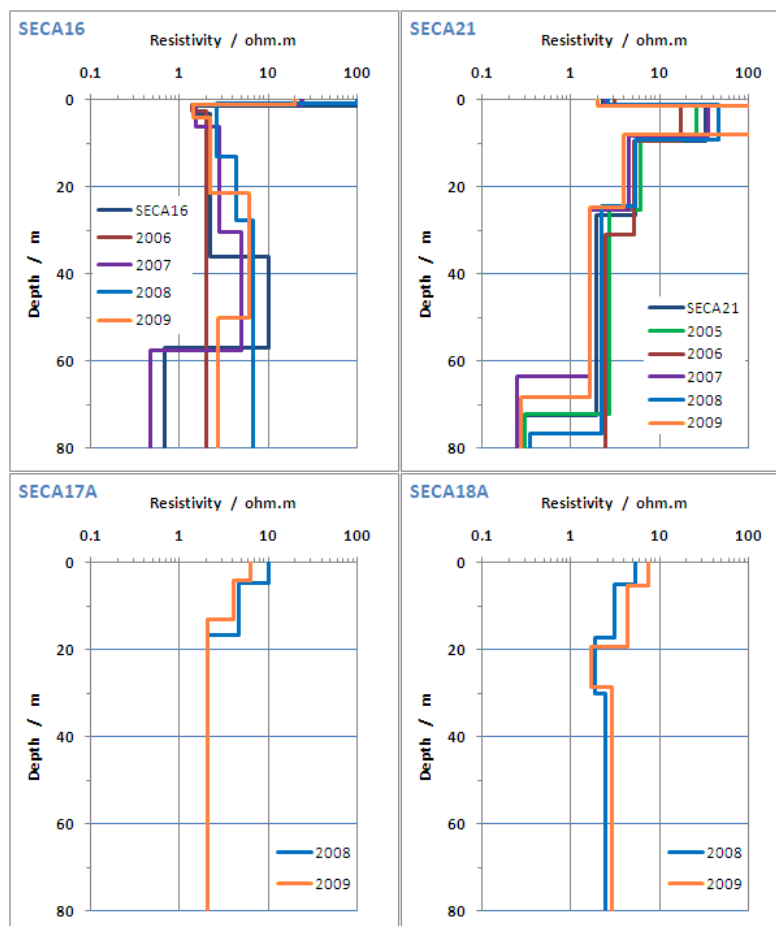 SECA16
Resistivity / ohm.m
0.1 1 10 100
0
20
40
60
80
Depth / m
SECA16
2006
2007
2008
2009
SECA21
Resistivity / ohm.m
0.1 1 10 100
0
20
40
60
80
Depth / m
SECA21
2005
2006
2007
2008
2009
SECA17A
Resistivity / ohm.m
0.1 1 10 100
0
20
40
60
80
Depth / m
2008
2009
SECA18A
Resistivity / ohm.m
0.1 1 10 100
0
20
40
60
80
Depth / m
2008
2009